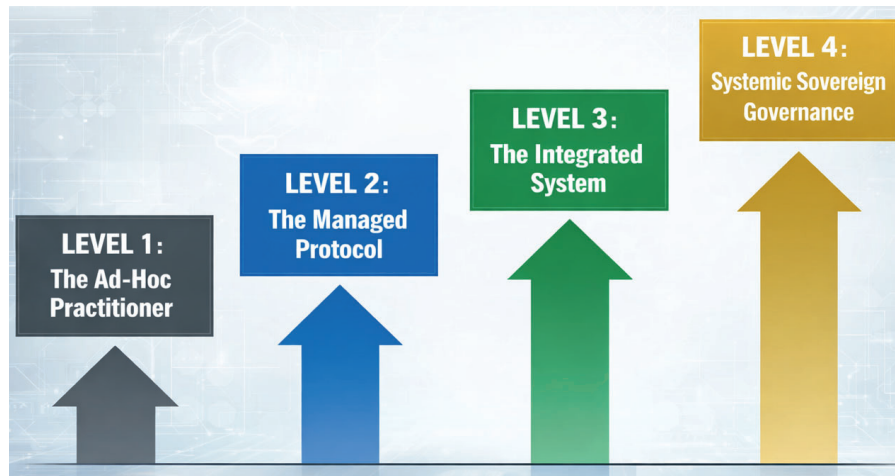 LEVEL 1:
The Ad-Hoc
Practitioner
LEVEL 2:
The Managed
Protocol
LEVEL 3:
The Integrated
System
LEVEL 4:
Systemic Sovereign
Governance